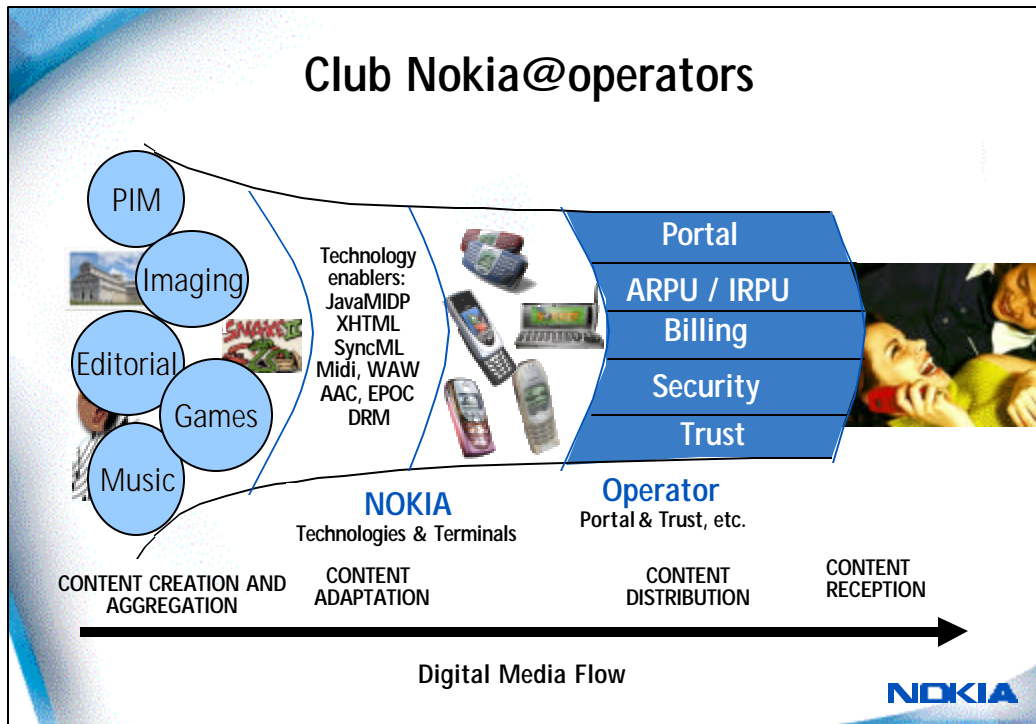 Club Nokia@operators
PIM
Imaging
Editorial
Games
Music
SNAKE II
Technology
enablers:
JavaMIDP
XHTML
SyncML
Midi, WAW
AAC, EPOC
DRM
Portal
ARPU / IRPU
Billing
Security
Trust
NOKIA
Technologies & Terminals
Operator
Portal & Trust, etc.
CONTENT CREATION AND
AGGREGATION
CONTENT
ADAPTATION
CONTENT
DISTRIBUTION
CONTENT
RECEPTION
Digital Media Flow
NOKIA